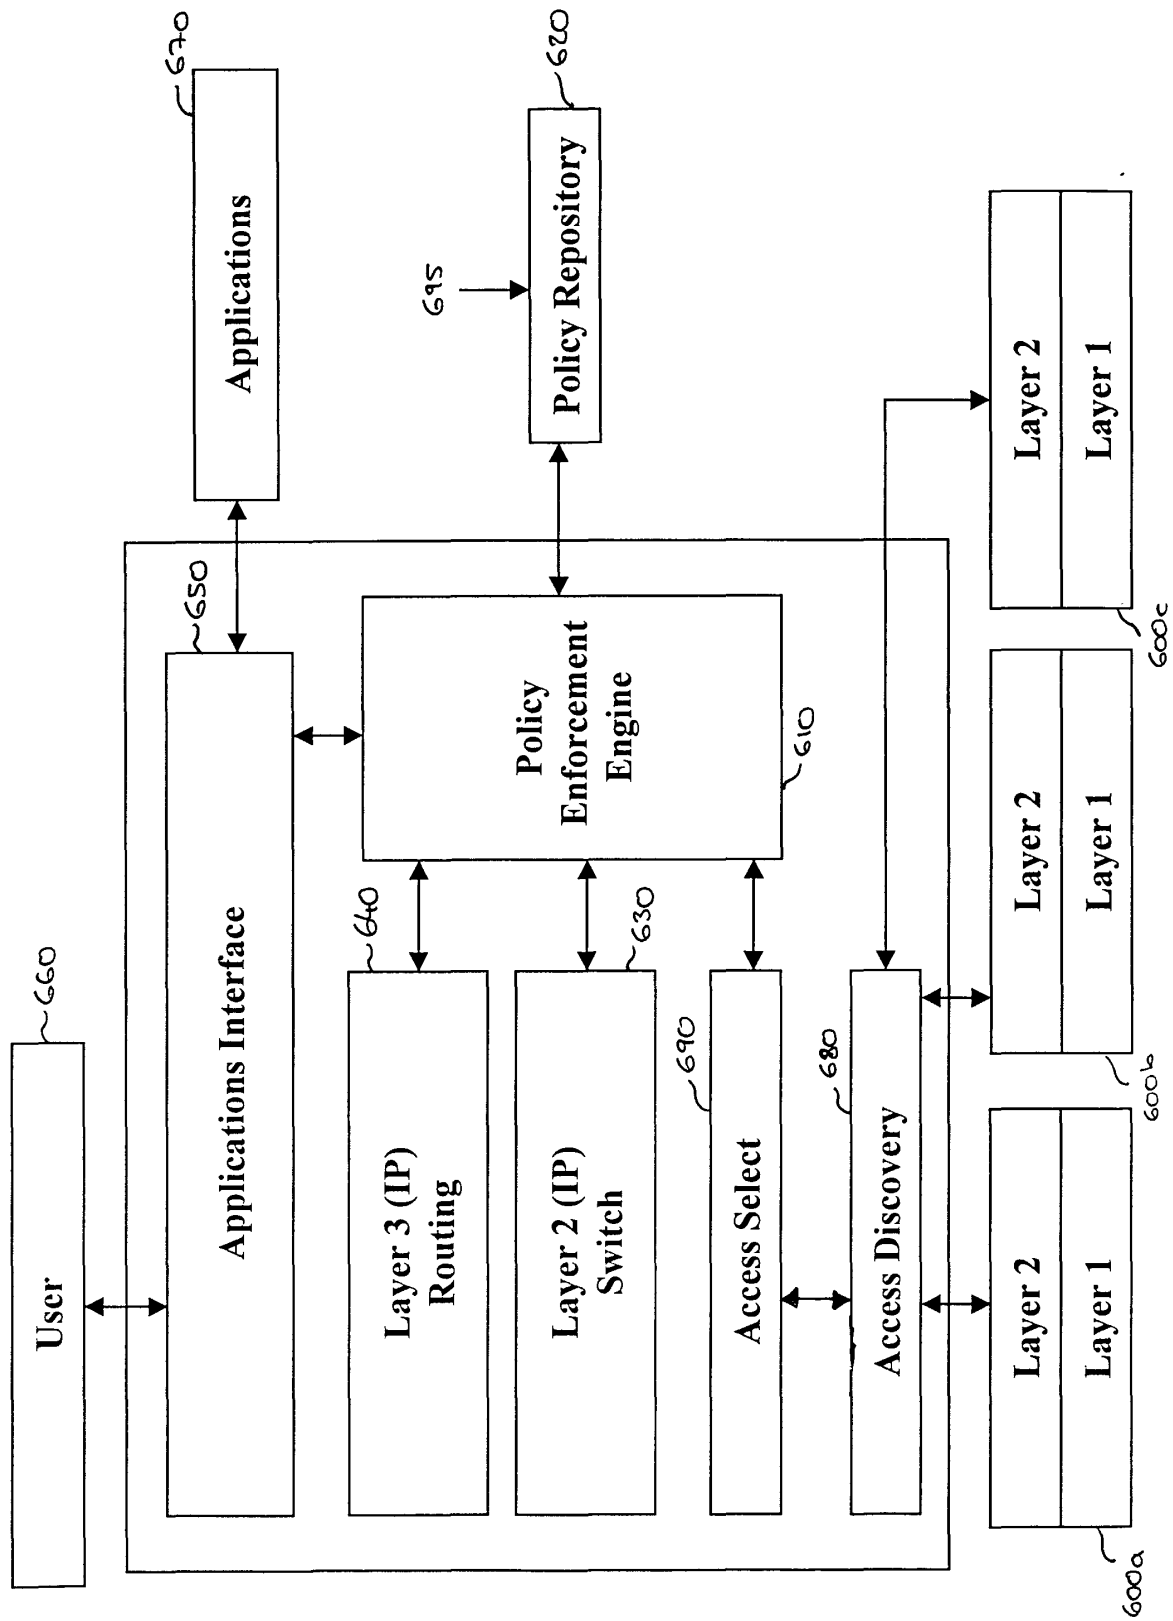 660
User
670
Applications
650
Applications Interface
695
620
Policy Repository
Policy
Enforcement
Engine
610
640
Layer 3 (IP)
Routing
630
Layer 2 (IP)
Switch
690
Access Select
680
Access Discovery
Layer 2
Layer 1
600a
Layer 2
Layer 1
600b
Layer 2
Layer 1
600c